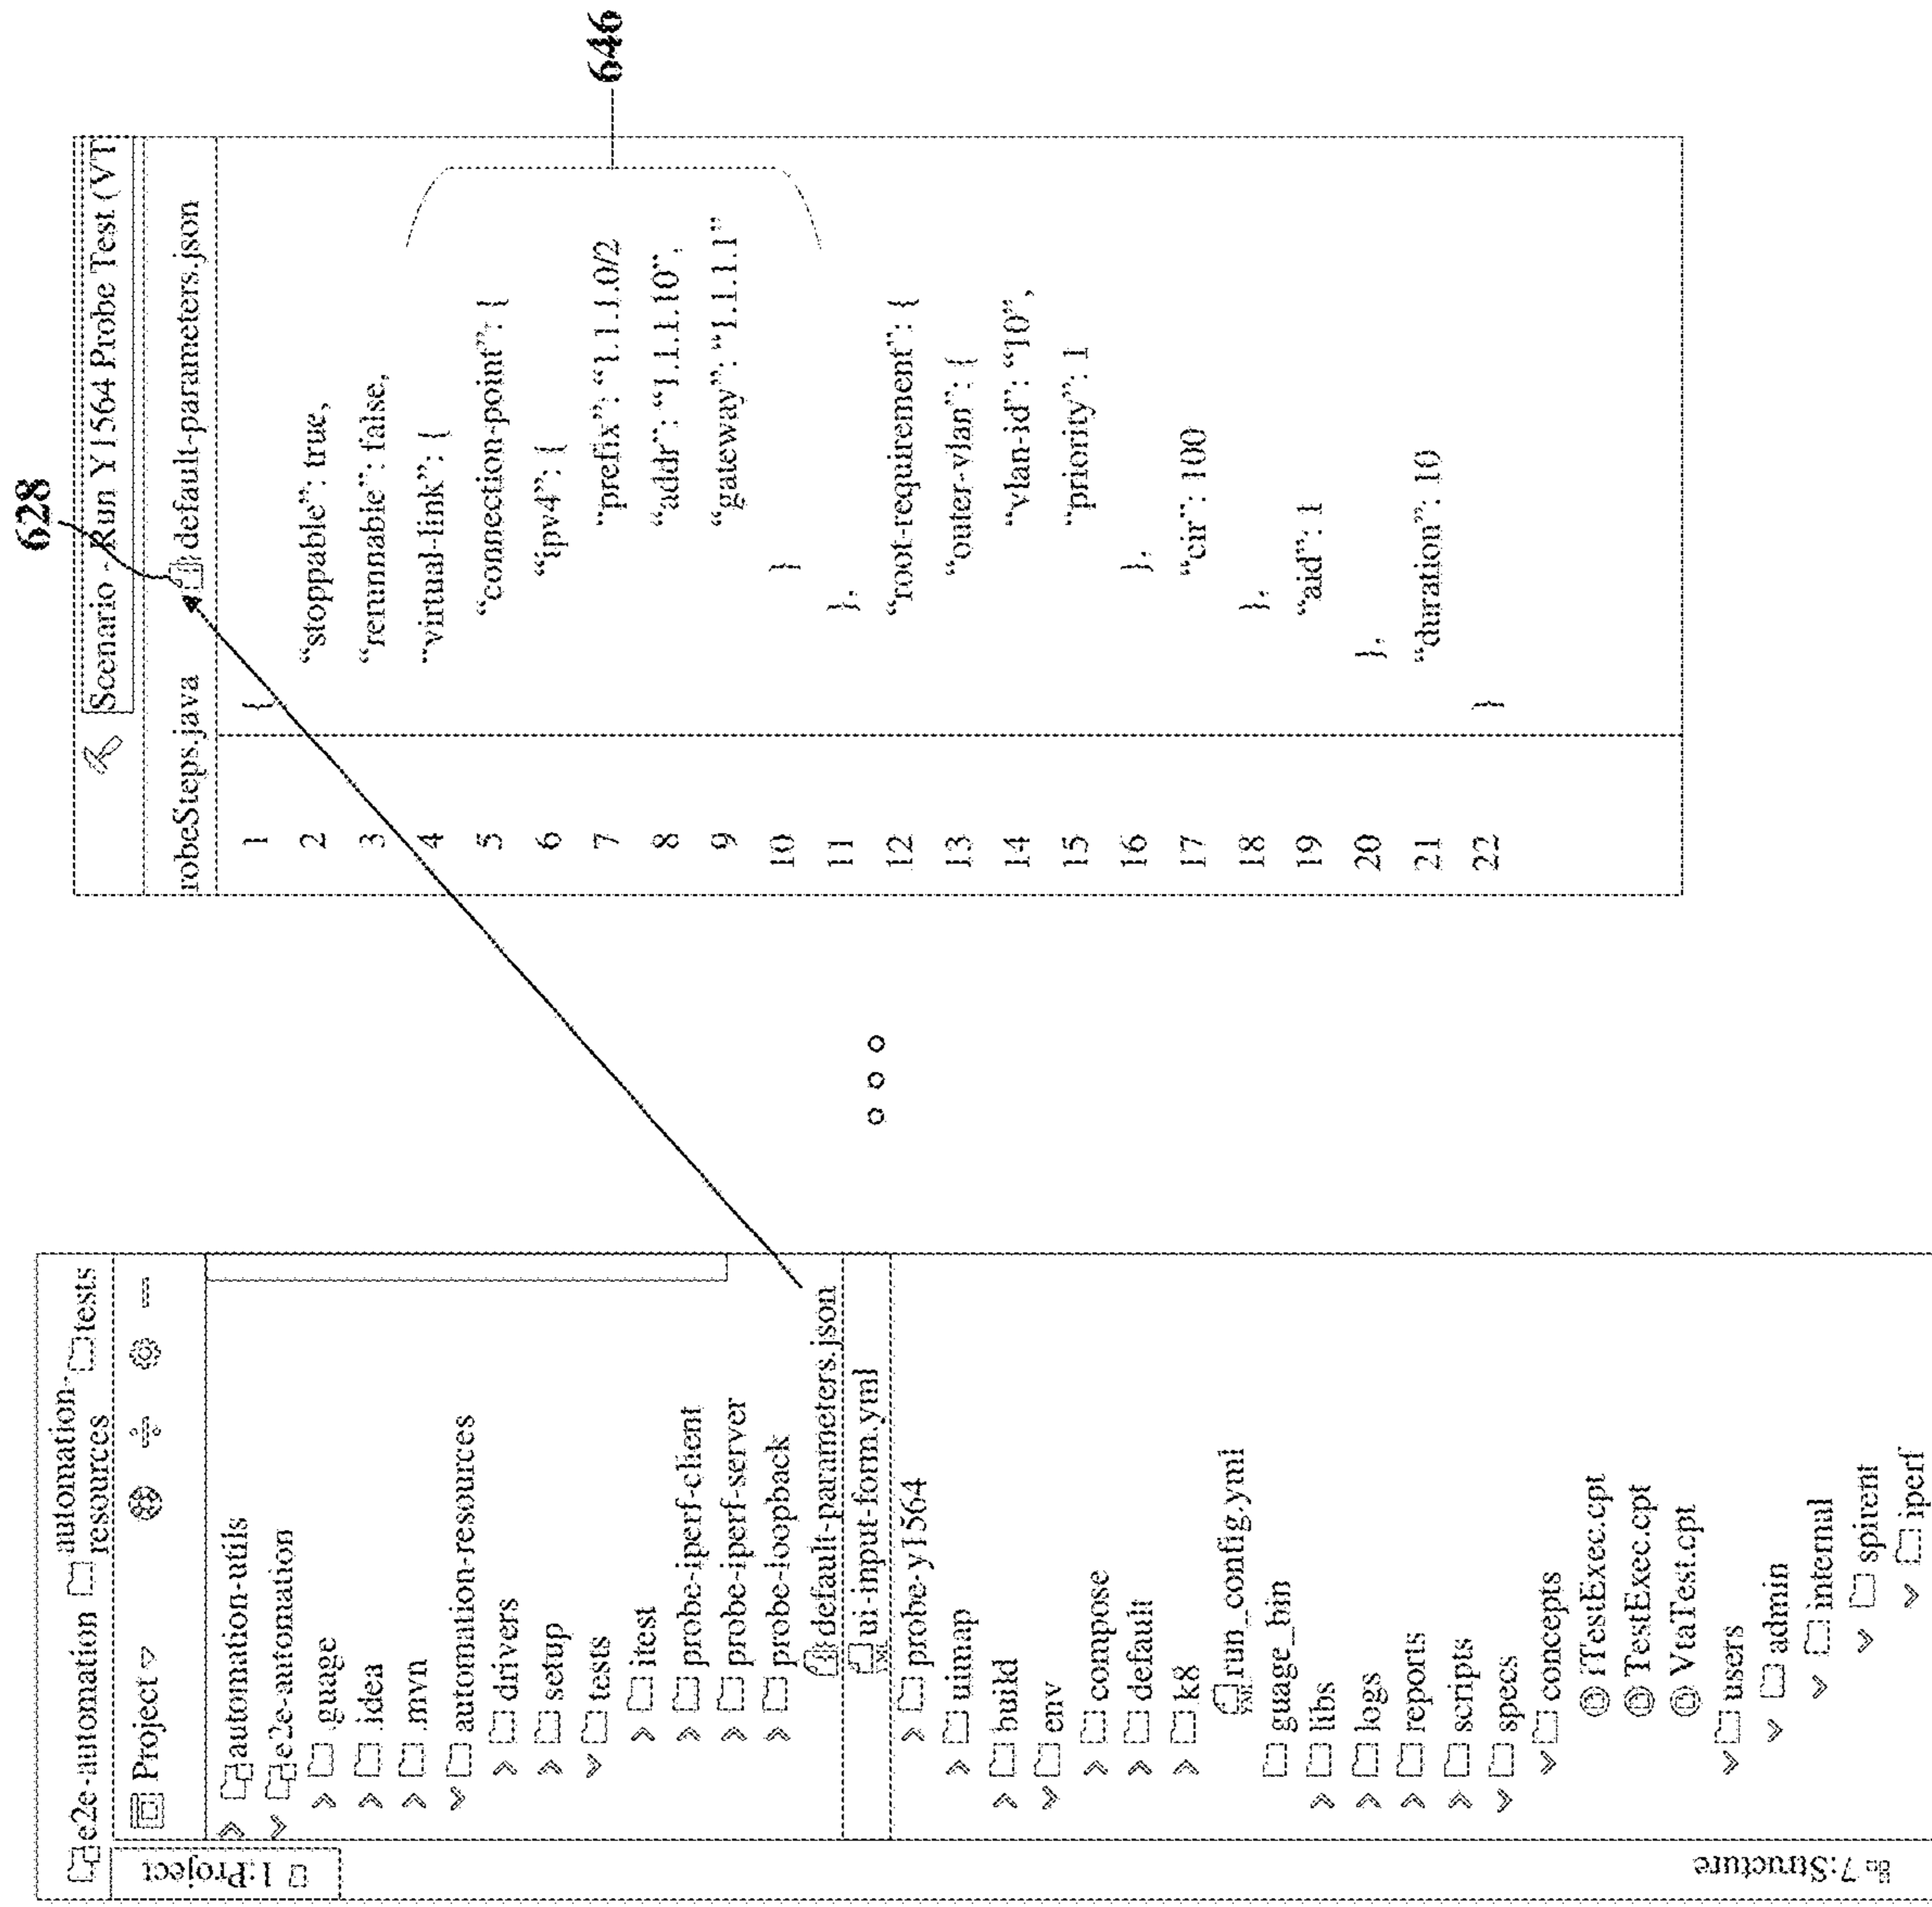 e2e-automation automation-resources tests
Project
1:Project
automation-utils
e2e-automation
.guage
.idea
.mvn
automation-resources
drivers
setup
tests
itest
probe-iperf-client
probe-iperf-server
probe-loopback
default-parameters.json
ui-input-form.yml
probe-y1564
uimap
build
env
compose
default
k8
run_config.yml
guage_bin
libs
logs
reports
scripts
specs
concepts
iTestExec.cpt
TestExec.cpt
VtaTest.cpt
users
admin
internal
spirent
iperf
7:Structure
628
Scenario - Run Y1564 Probe Test (VT
robeSteps.java default-parameters.json
1 {
2 “stoppable”: true,
3 “rerunnable”: false,
4 “virtual-link”: {
5 “connection-point”: {
6 “ipv4”: {
7 “prefix”: “1.1.1.0/2
8 “addr”: “1.1.1.10”,
9 “gateway”: “1.1.1.1”
10 }
11 },
12 “root-requirement”: {
13 “outer-vlan”: {
14 “vlan-id”: “10”,
15 “priority”: 1
16 },
17 “cir”: 100
18 },
19 “aid”: 1
20 },
21 “duration”: 10
22 }
646